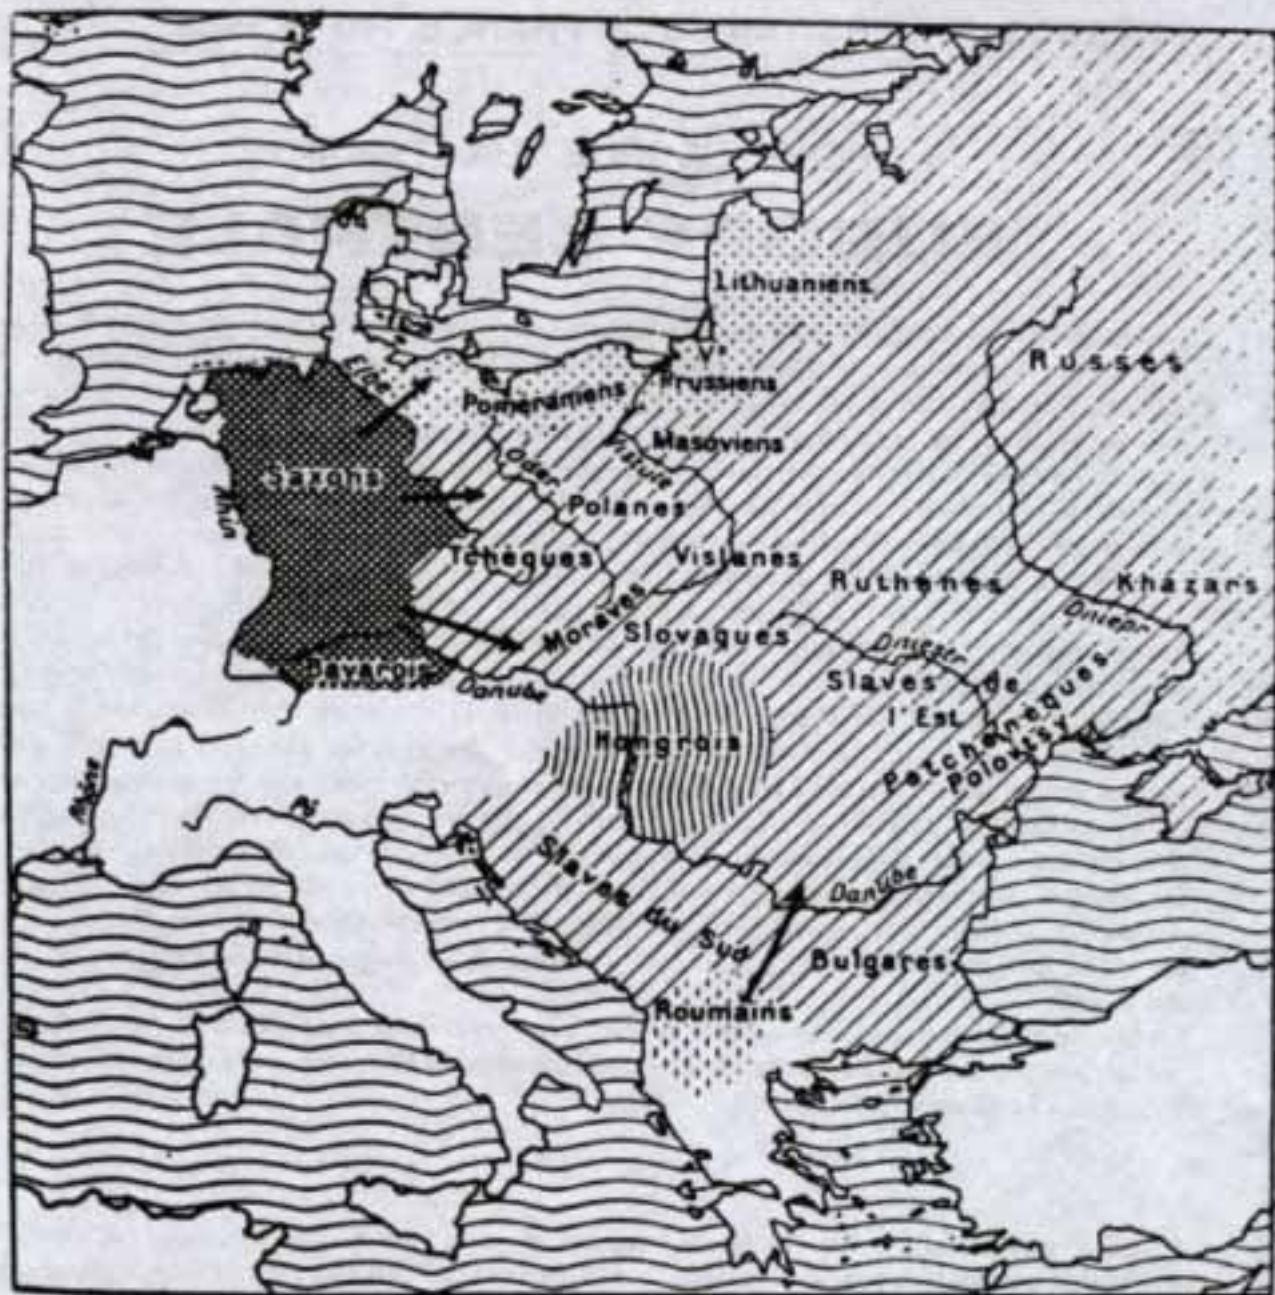 Lithuaniens
Russes
Elbe
Poméraniens
Prussiens
Masoviens
Saxons
Rhin
Oder
Vistule
Polanes
Tchèques
Vislanes
Ruthènes
Khazars
Dniepr
Moraves
Slovaques
Dniestr
Bavarois
Danube
Slaves de
l'Est
Petchenèques
Polovtsy
Hongrois
Rhône
Pô
Slaves du Sud
Danube
Bulgares
Roumains